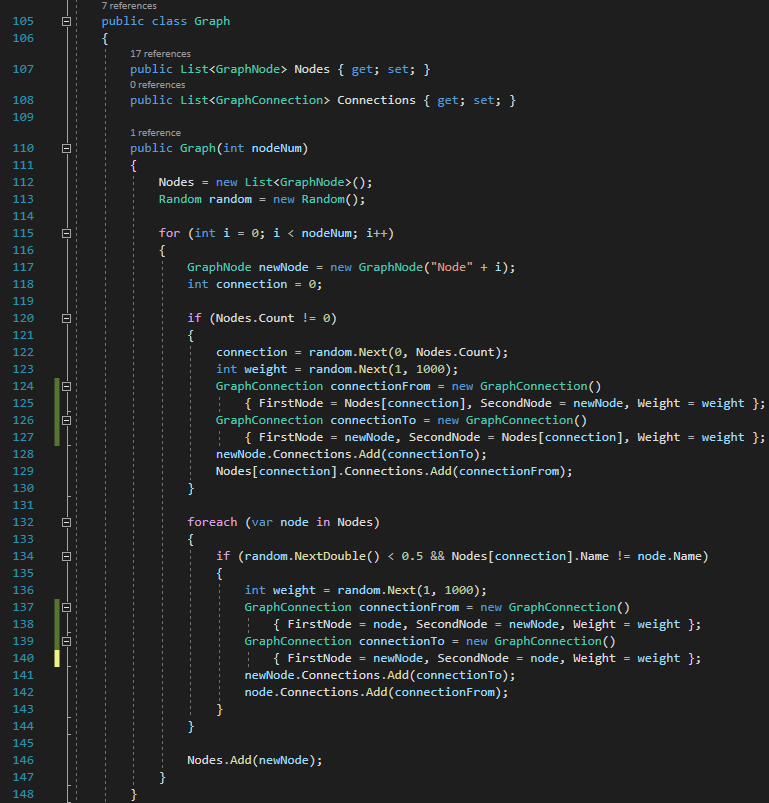 7 references
105 public class Graph
106 {
17 references
107 public List<GraphNode> Nodes { get; set; }
0 references
108 public List<GraphConnection> Connections { get; set; }
109
1 reference
110 public Graph(int nodeNum)
111 {
112 Nodes = new List<GraphNode>();
113 Random random = new Random();
114
115 for (int i = 0; i < nodeNum; i++)
116 {
117 GraphNode newNode = new GraphNode("Node" + i);
118 int connection = 0;
119
120 if (Nodes.Count != 0)
121 {
122 connection = random.Next(0, Nodes.Count);
123 int weight = random.Next(1, 1000);
124 GraphConnection connectionFrom = new GraphConnection()
125 { FirstNode = Nodes[connection], SecondNode = newNode, Weight = weight };
126 GraphConnection connectionTo = new GraphConnection()
127 { FirstNode = newNode, SecondNode = Nodes[connection], Weight = weight };
128 newNode.Connections.Add(connectionTo);
129 Nodes[connection].Connections.Add(connectionFrom);
130 }
131
132 foreach (var node in Nodes)
133 {
134 if (random.NextDouble() < 0.5 && Nodes[connection].Name != node.Name)
135 {
136 int weight = random.Next(1, 1000);
137 GraphConnection connectionFrom = new GraphConnection()
138 { FirstNode = node, SecondNode = newNode, Weight = weight };
139 GraphConnection connectionTo = new GraphConnection()
140 { FirstNode = newNode, SecondNode = node, Weight = weight };
141 newNode.Connections.Add(connectionTo);
142 node.Connections.Add(connectionFrom);
143 }
144 }
145
146 Nodes.Add(newNode);
147 }
148 }